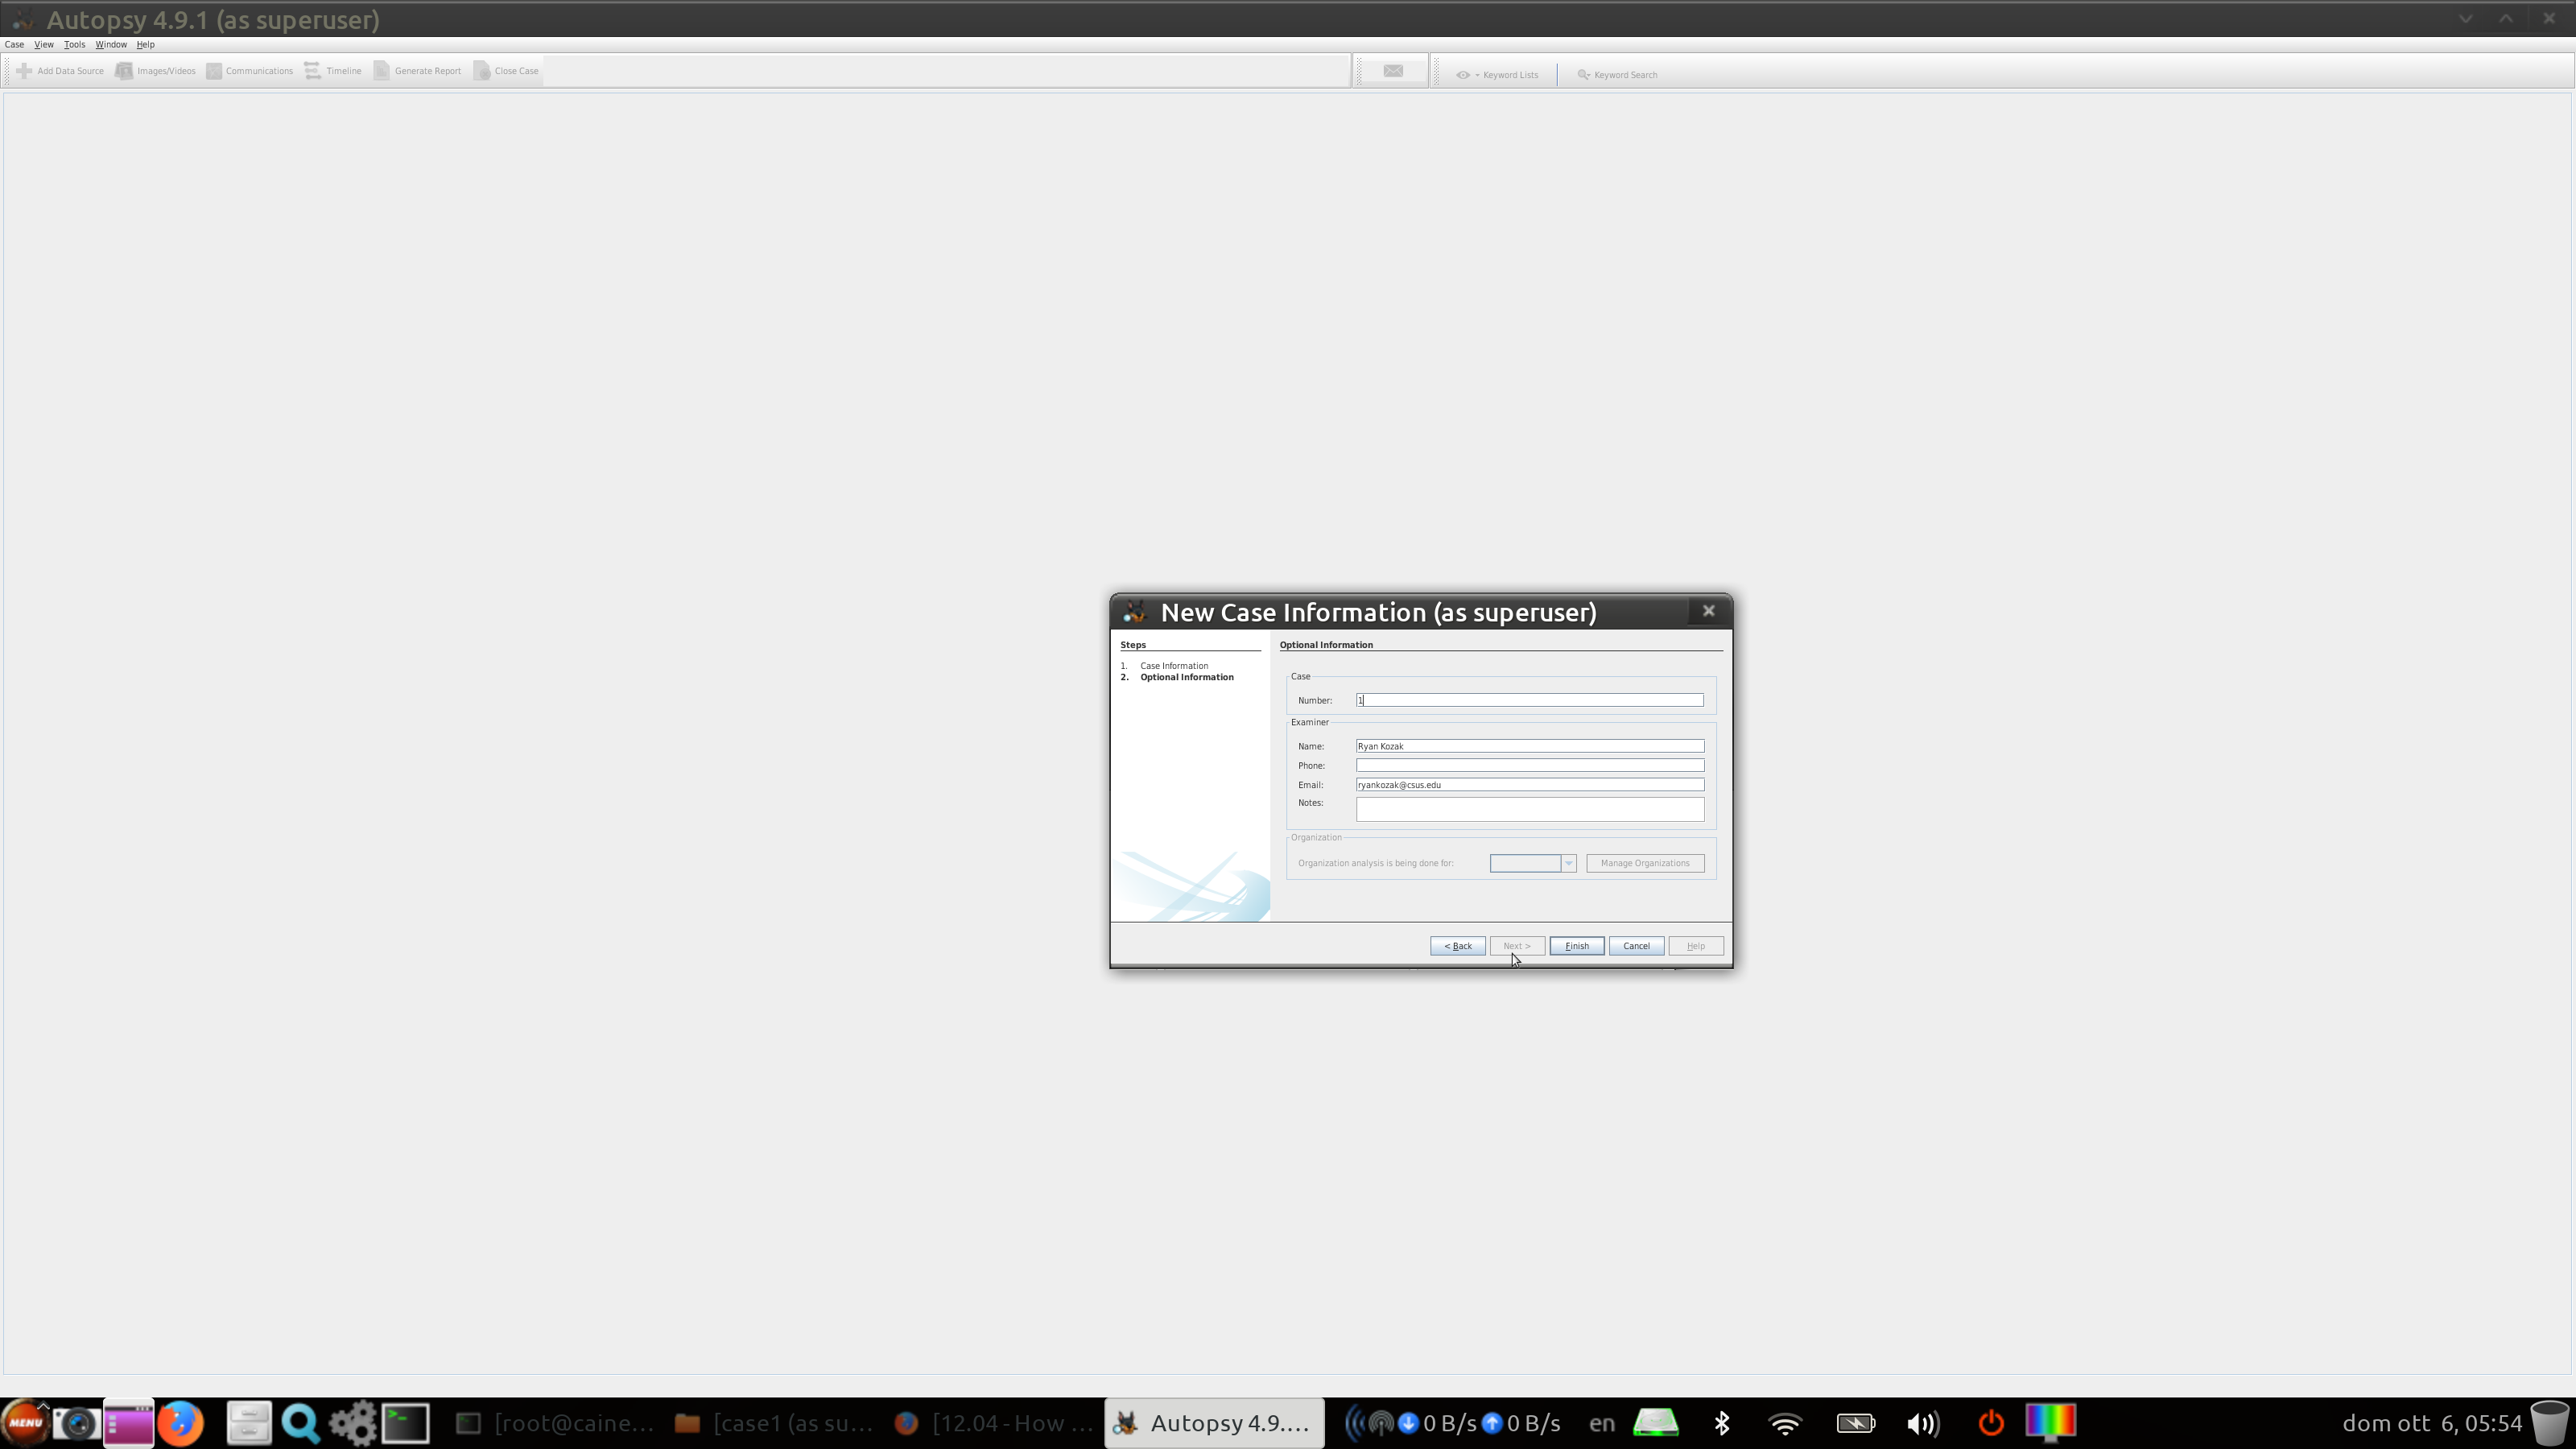 Autopsy 4.9.1 (as superuser)
Case View Tools Window Help
Add Data Source Images/Videos Communications Timeline Generate Report Close Case Keyword Lists Keyword Search
New Case Information (as superuser)
Steps
1. Case Information
2. Optional Information
Optional Information
Case
Number: 1
Examiner
Name: Ryan Kozak
Phone:
Email: ryankozak@csus.edu
Notes:
Organization
Organization analysis is being done for: Manage Organizations
< Back Next > Finish Cancel Help
MENU [root@caine... [case1 (as su... [12.04 - How ... Autopsy 4.9.... 0 B/s 0 B/s en dom ott 6, 05:54